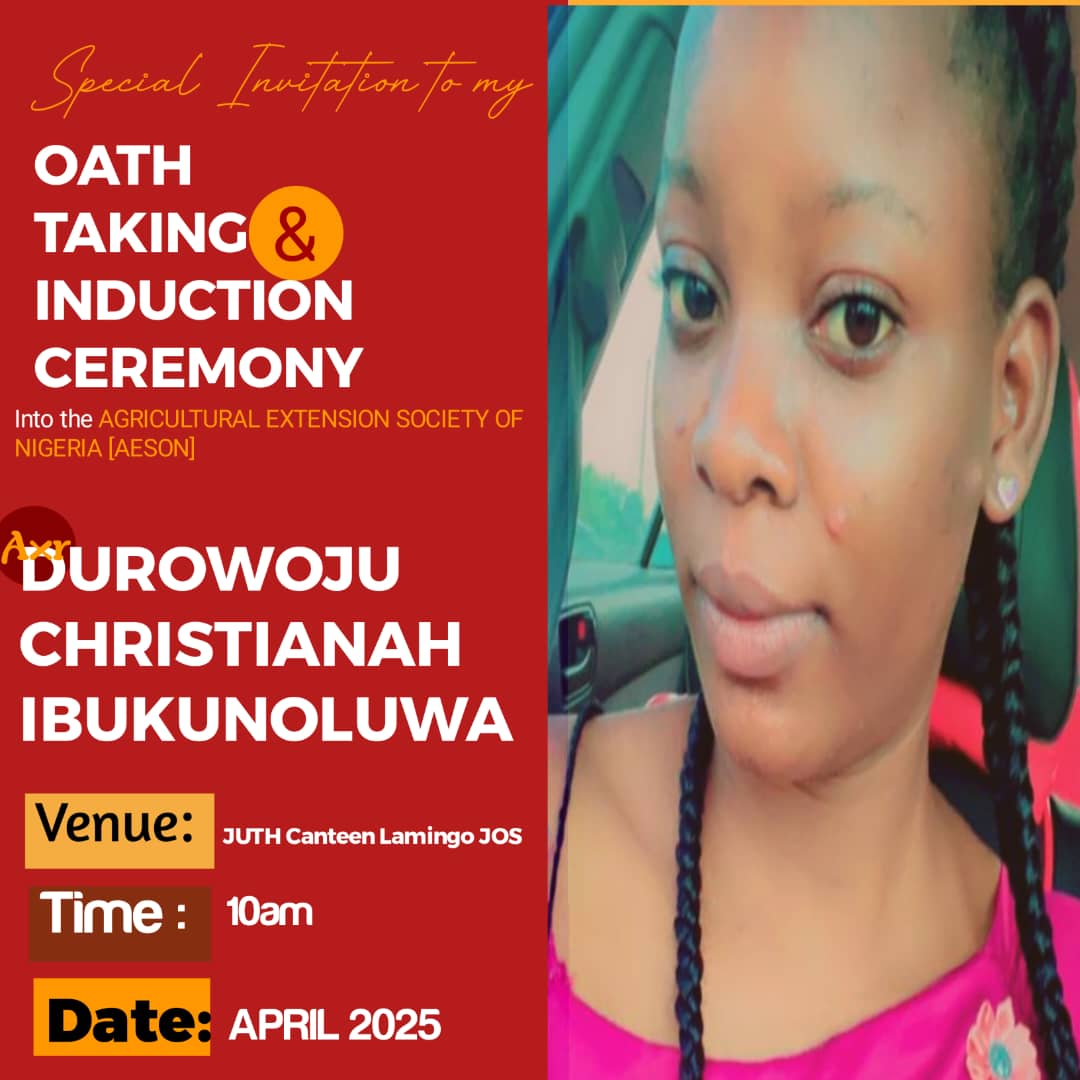 Special Invitation to my
OATH
TAKING &
INDUCTION
CEREMONY
Into the AGRICULTURAL EXTENSION SOCIETY OF
NIGERIA [AESON]
Axr
DUROWOJU
CHRISTIANAH
IBUKUNOLUWA
Venue: JUTH Canteen Lamingo JOS
Time : 10am
Date: APRIL 2025